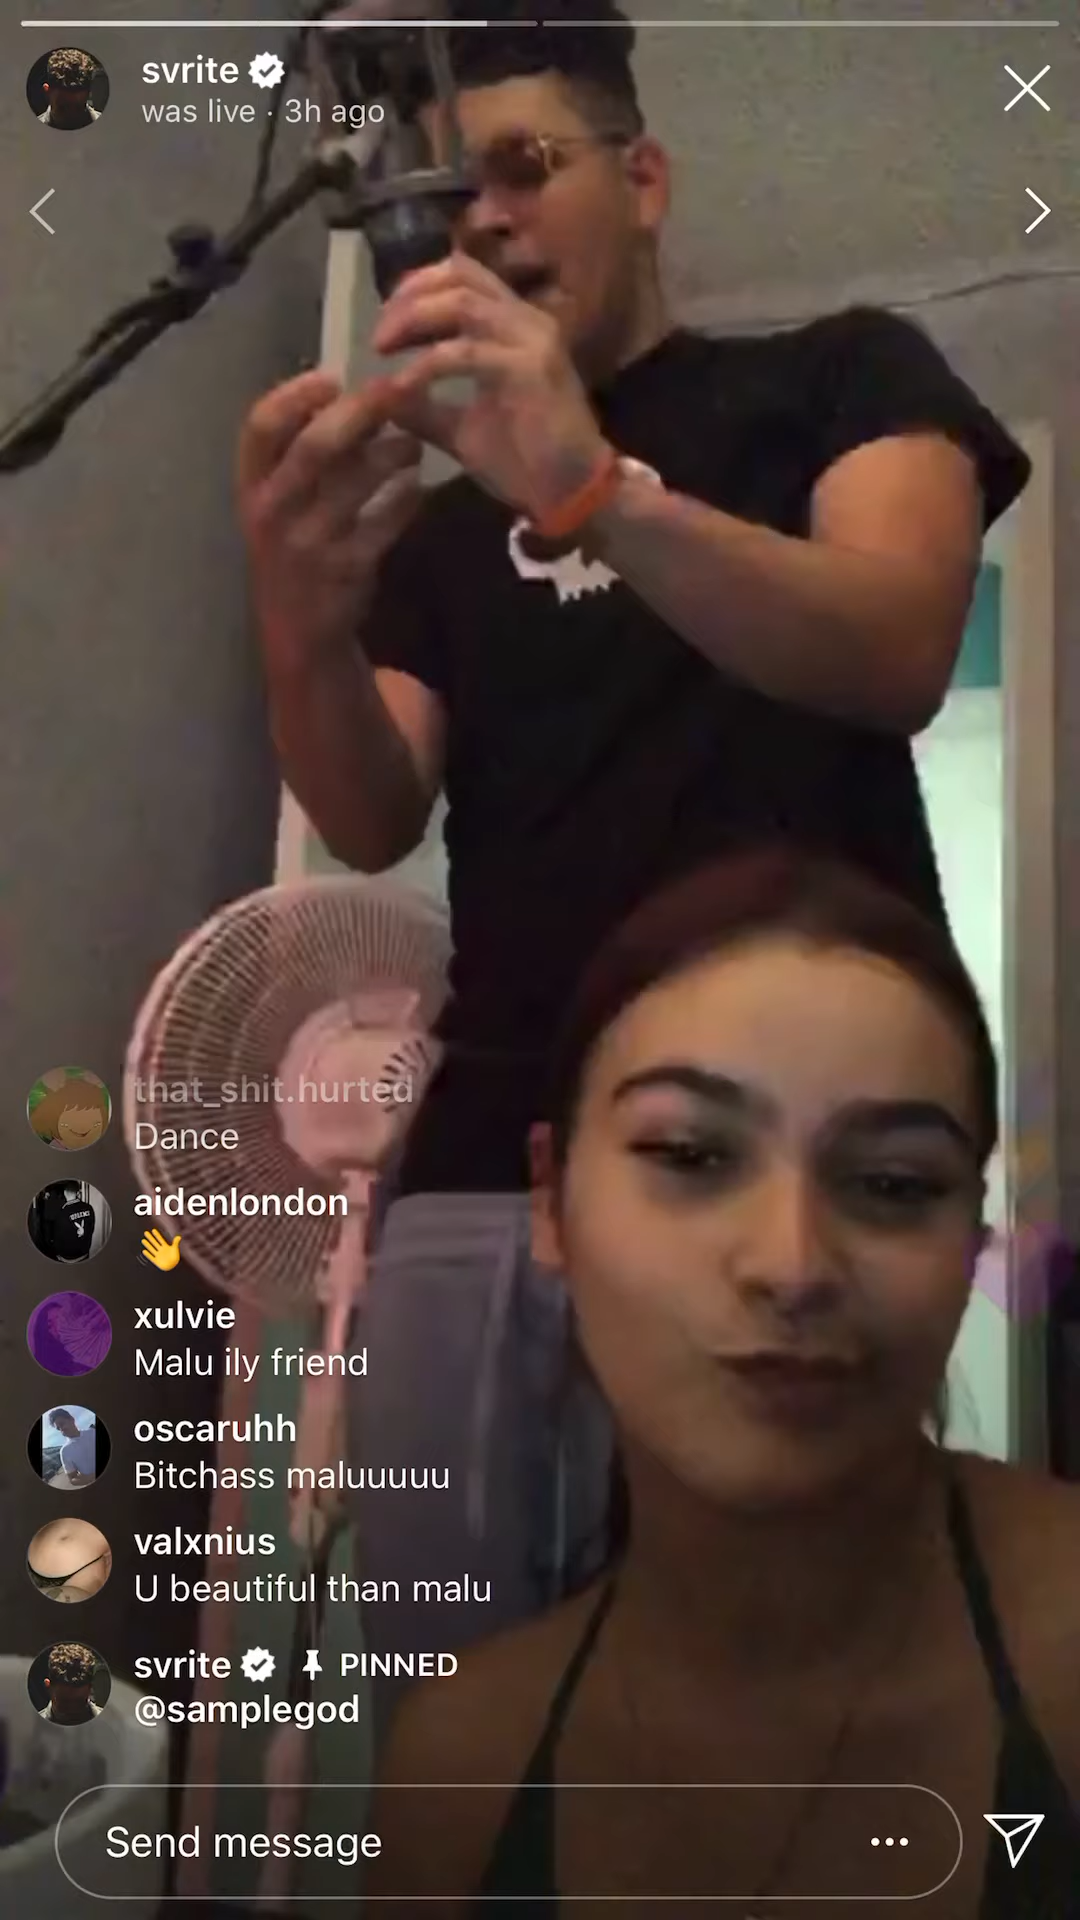 svrite
was live · 3h ago
that_shit.hurted
Dance
aidenlondon
👋
xulvie
Malu ily friend
oscaruhh
Bitchass maluuuuu
valxnius
U beautiful than malu
svrite PINNED
@samplegod
Send message